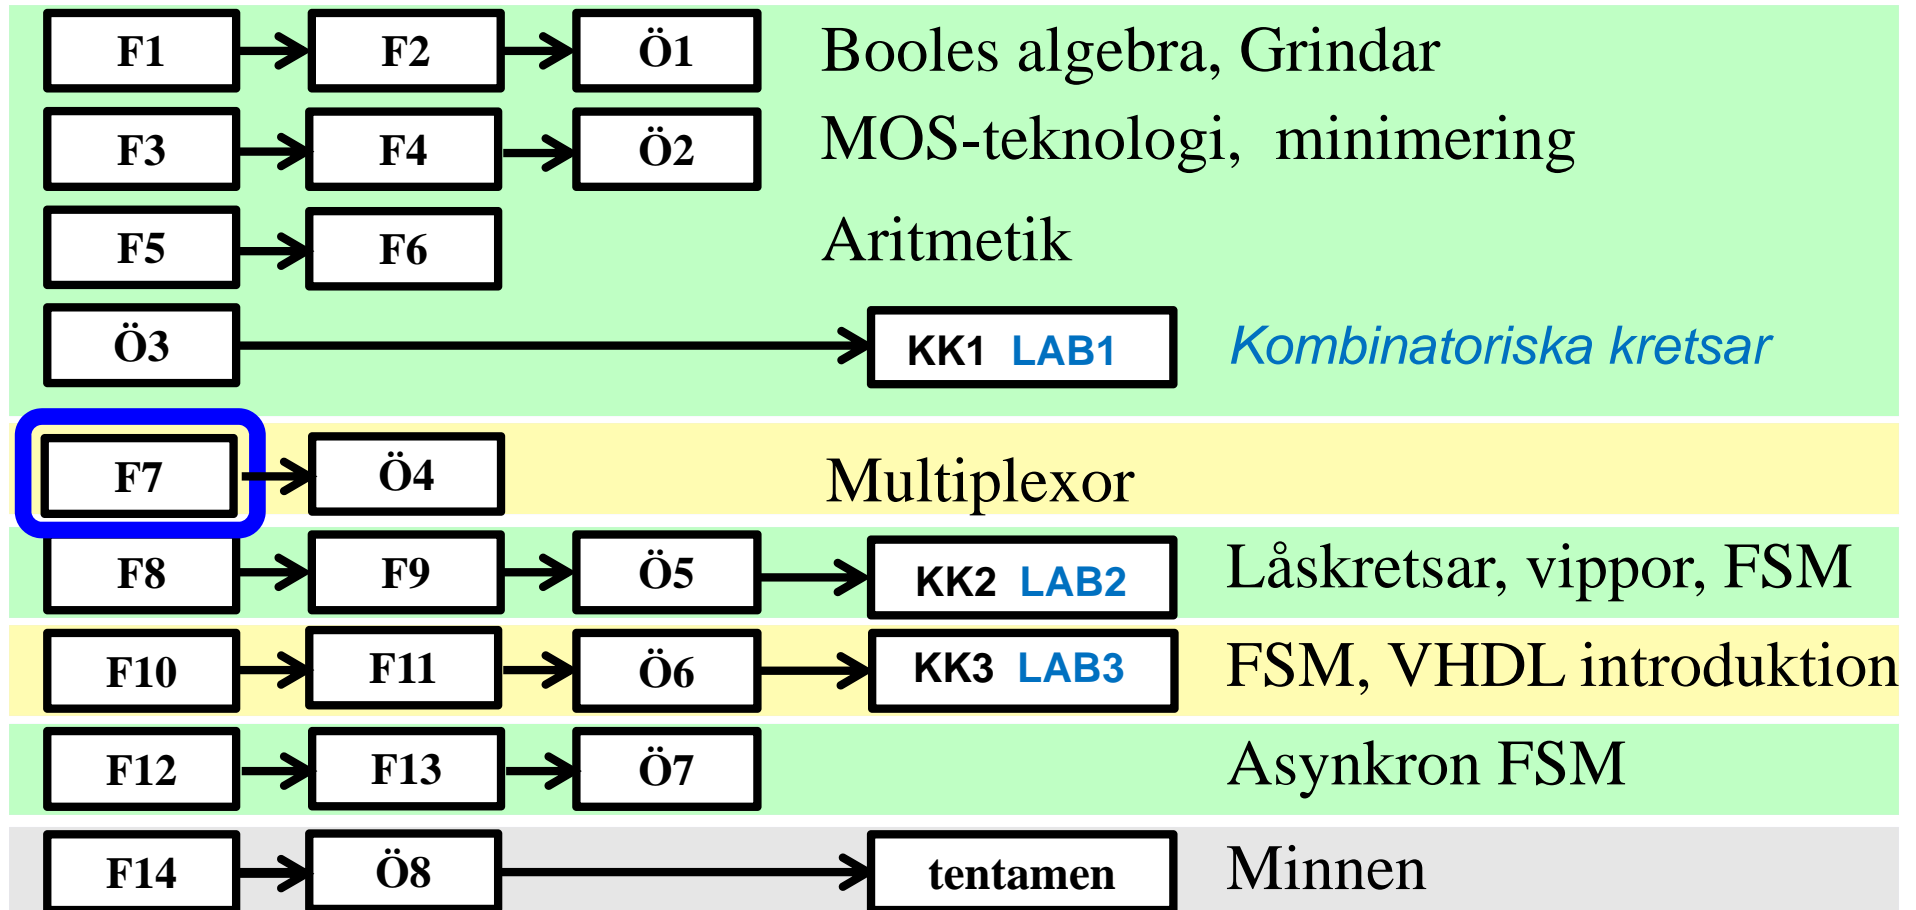 F1 F2 Ö1 Booles algebra, Grindar
F3 F4 Ö2 MOS-teknologi, minimering
F5 F6 Aritmetik
Ö3 KK1 LAB1 Kombinatoriska kretsar
F7 Ö4 Multiplexor
F8 F9 Ö5 KK2 LAB2 Låskretsar, vippor, FSM
F10 F11 Ö6 KK3 LAB3 FSM, VHDL introduktion
F12 F13 Ö7 Asynkron FSM
F14 Ö8 tentamen Minnen